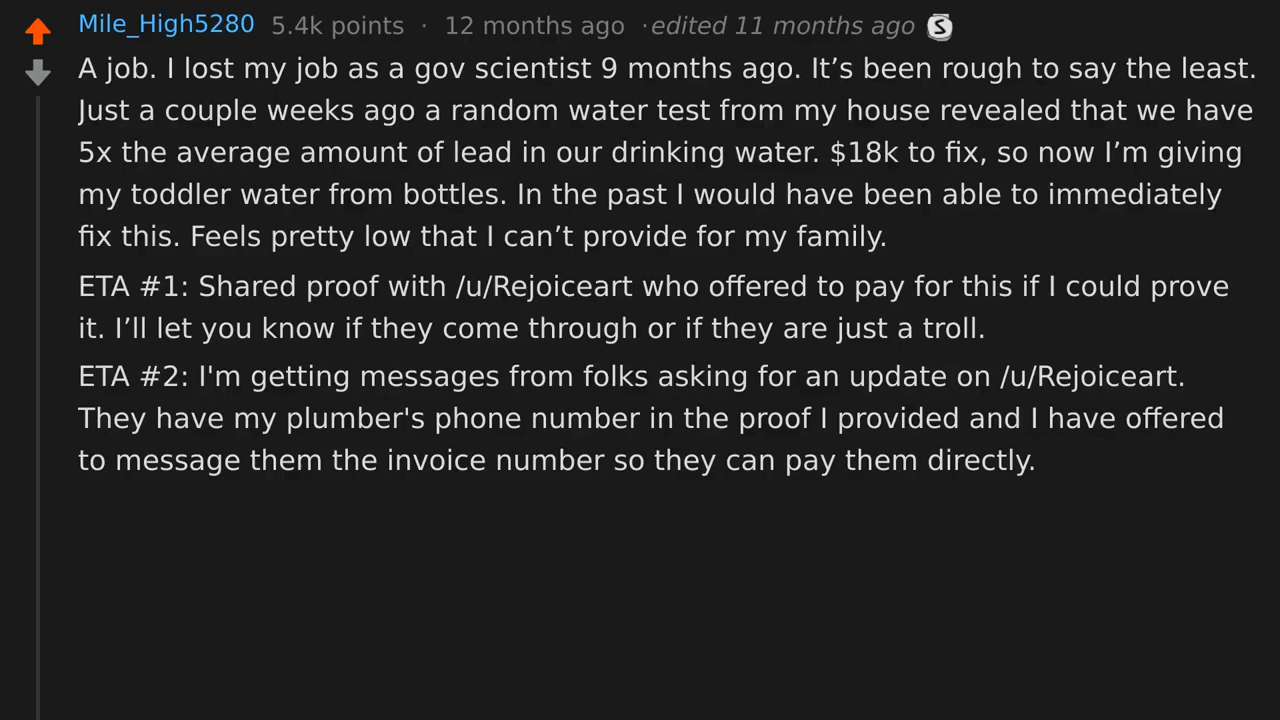 Mile_High5280 5.4k points · 12 months ago ·edited 11 months ago S
A job. I lost my job as a gov scientist 9 months ago. It’s been rough to say the least.
Just a couple weeks ago a random water test from my house revealed that we have
5x the average amount of lead in our drinking water. $18k to fix, so now I’m giving
my toddler water from bottles. In the past I would have been able to immediately
fix this. Feels pretty low that I can’t provide for my family.
ETA #1: Shared proof with /u/Rejoiceart who offered to pay for this if I could prove
it. I’ll let you know if they come through or if they are just a troll.
ETA #2: I'm getting messages from folks asking for an update on /u/Rejoiceart.
They have my plumber's phone number in the proof I provided and I have offered
to message them the invoice number so they can pay them directly.